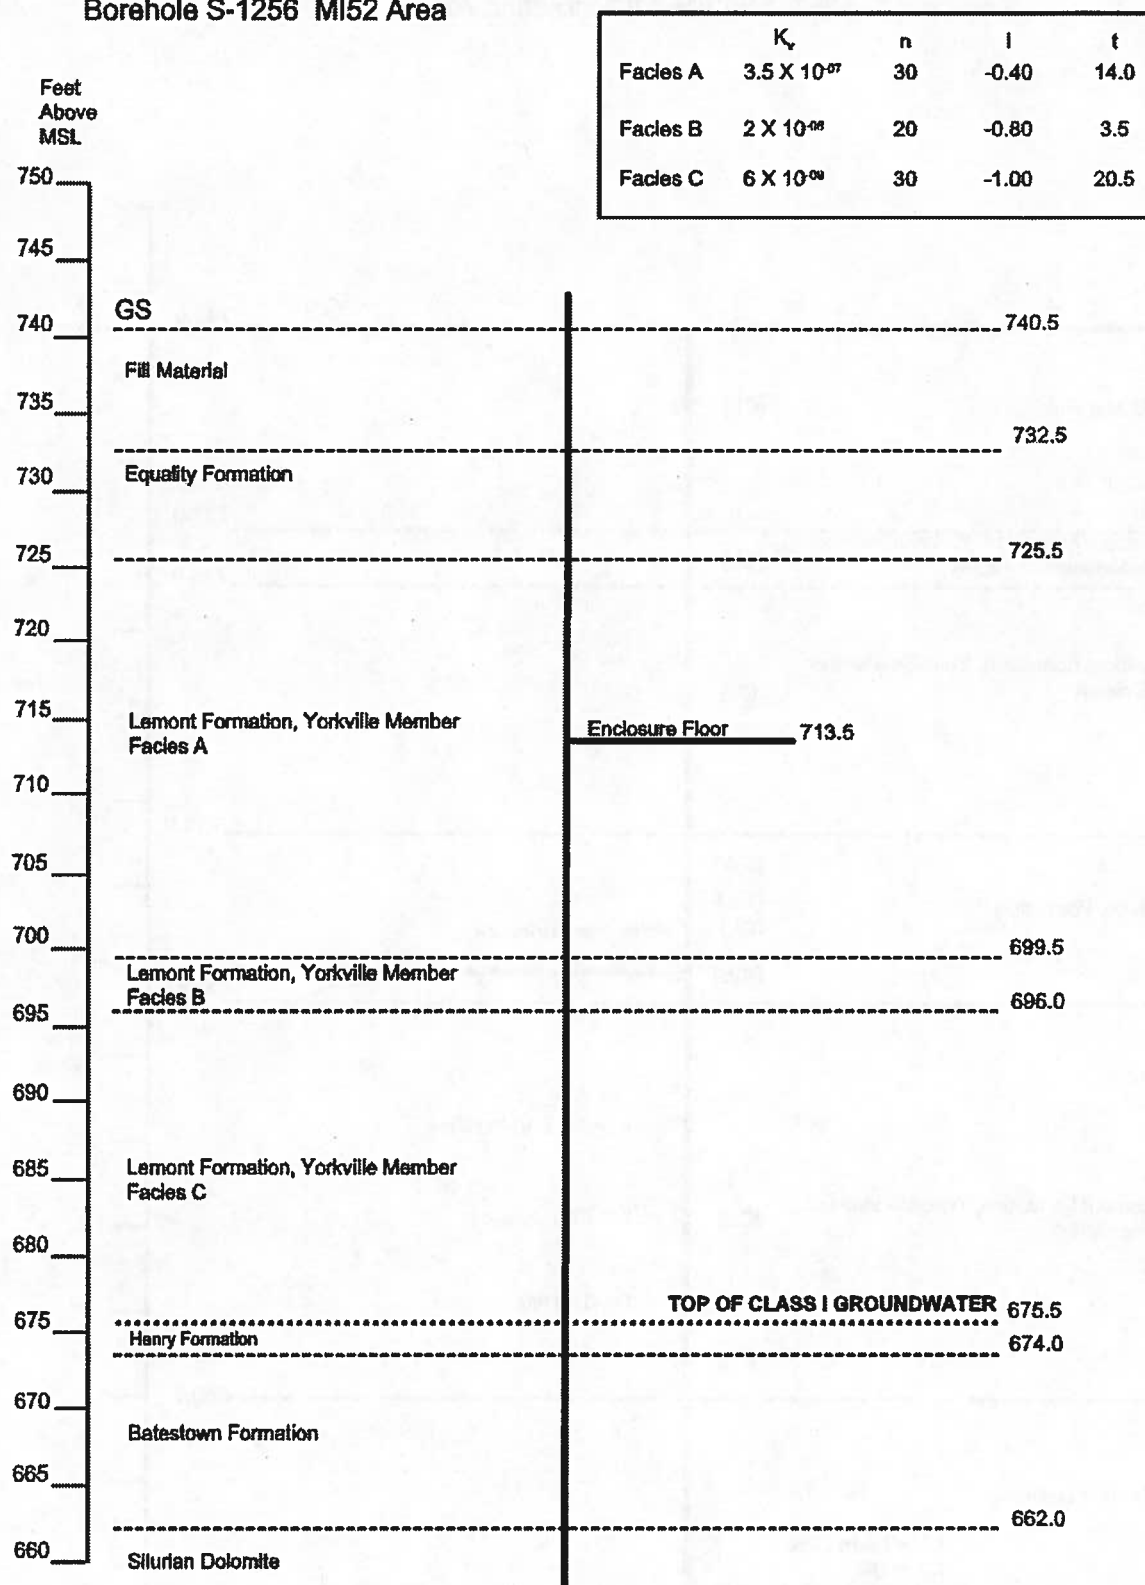 Borehole S-1256 MI52 Area
Kv n I t
Facies A 3.5 X 10-07 30 -0.40 14.0
Facies B 2 X 10-06 20 -0.80 3.5
Facies C 6 X 10-09 30 -1.00 20.5
Feet
Above
MSL
750
745
GS
740
740.5
Fill Material
735
732.5
730
Equality Formation
725
725.5
720
715
Lemont Formation, Yorkville Member
Facies A
Enclosure Floor 713.5
710
705
700
699.5
Lemont Formation, Yorkville Member
Facies B
695
696.0
690
685
Lemont Formation, Yorkville Member
Facies C
680
TOP OF CLASS I GROUNDWATER 675.5
675
Henry Formation
674.0
670
Batestown Formation
665
662.0
660
Silurian Dolomite